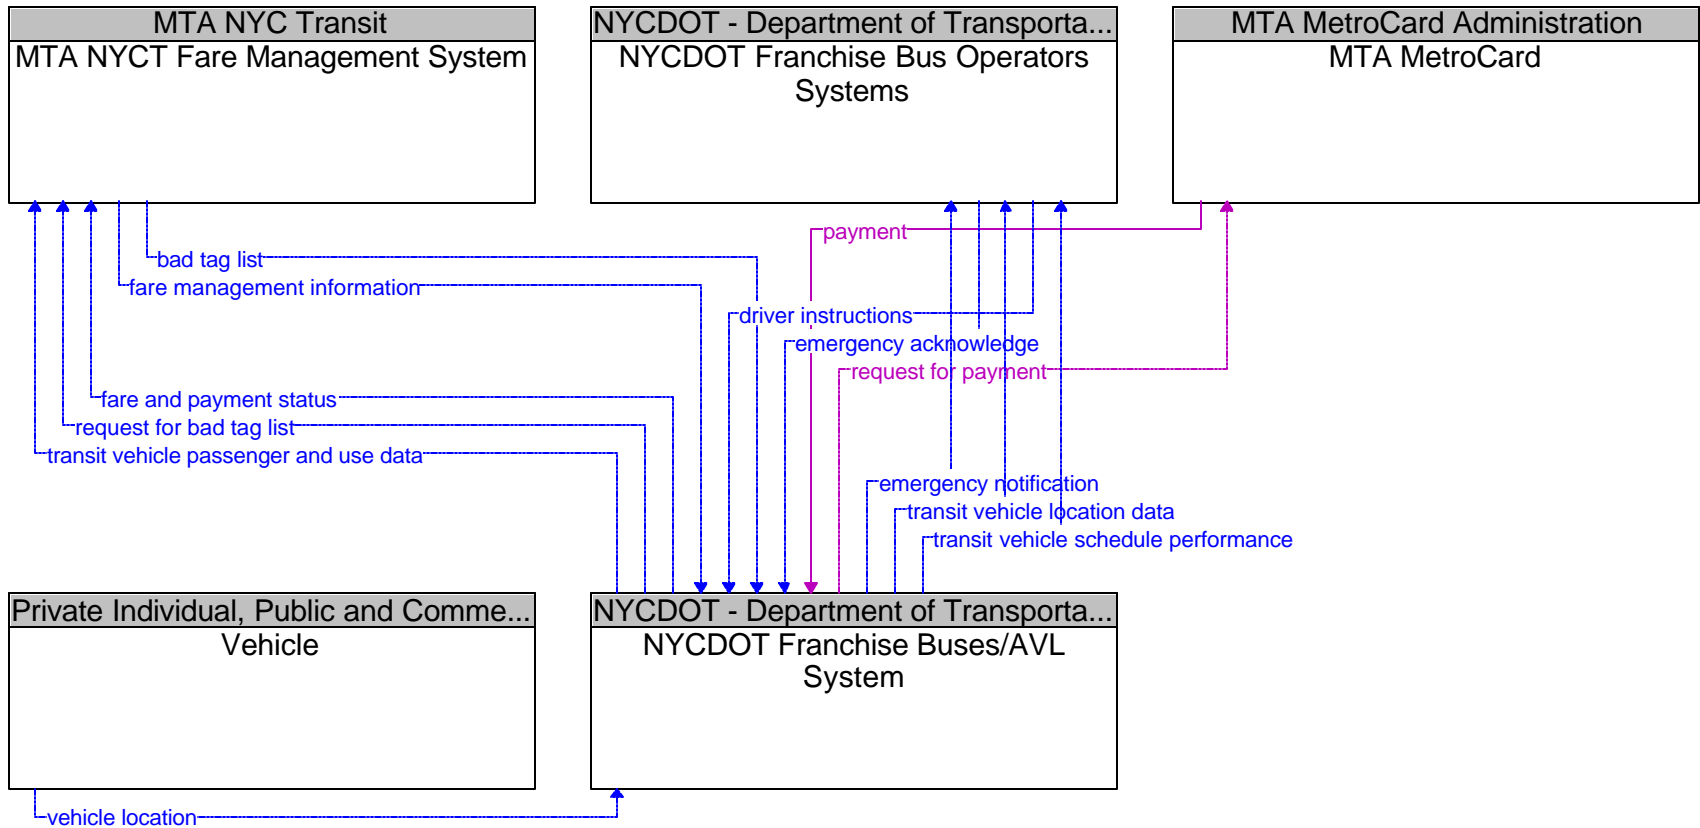 MTA NYC Transit
MTA NYCT Fare Management System
NYCDOT - Department of Transporta...
NYCDOT Franchise Bus Operators
Systems
MTA MetroCard Administration
MTA MetroCard
payment
bad tag list
fare management information
driver instructions
emergency acknowledge
request for payment
fare and payment status
request for bad tag list
transit vehicle passenger and use data
emergency notification
transit vehicle location data
transit vehicle schedule performance
Private Individual, Public and Comme...
Vehicle
NYCDOT - Department of Transporta...
NYCDOT Franchise Buses/AVL
System
vehicle location